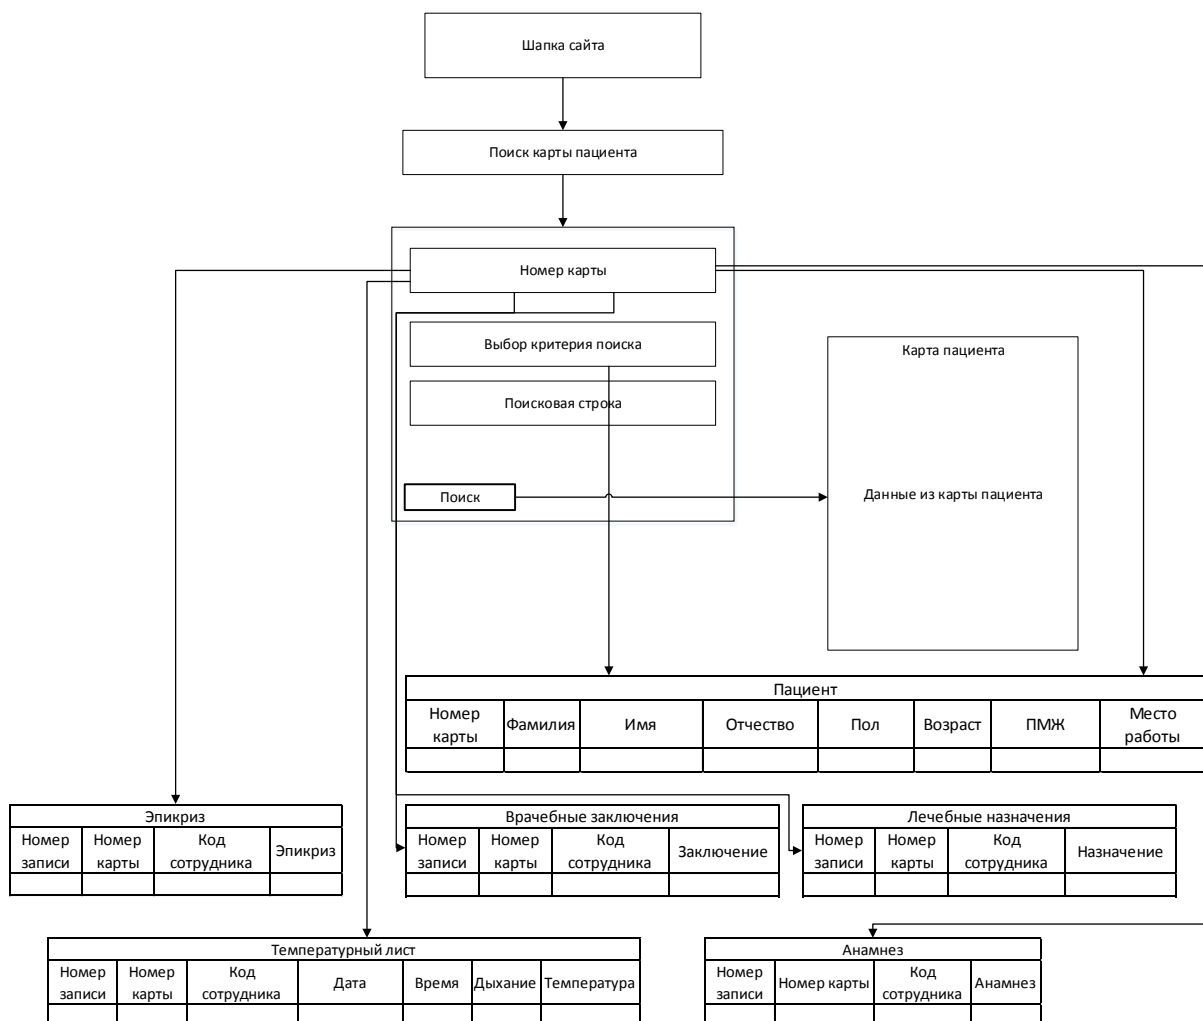 Шапка сайта
Поиск карты пациента
Номер карты
Выбор критерия поиска
Поисковая строка
Поиск
Карта пациента
Данные из карты пациента
Пациент
Номер
карты
Фамилия
Имя
Отчество
Пол
Возраст
ПМЖ
Место
работы
Эпикриз
Номер
записи
Номер
карты
Код
сотрудника
Эпикриз
Врачебные заключения
Номер
записи
Номер
карты
Код
сотрудника
Заключение
Лечебные назначения
Номер
записи
Номер
карты
Код
сотрудника
Назначение
Температурный лист
Номер
записи
Номер
карты
Код
сотрудника
Дата
Время
Дыхание
Температура
Анамнез
Номер
записи
Номер карты
Код
сотрудника
Анамнез